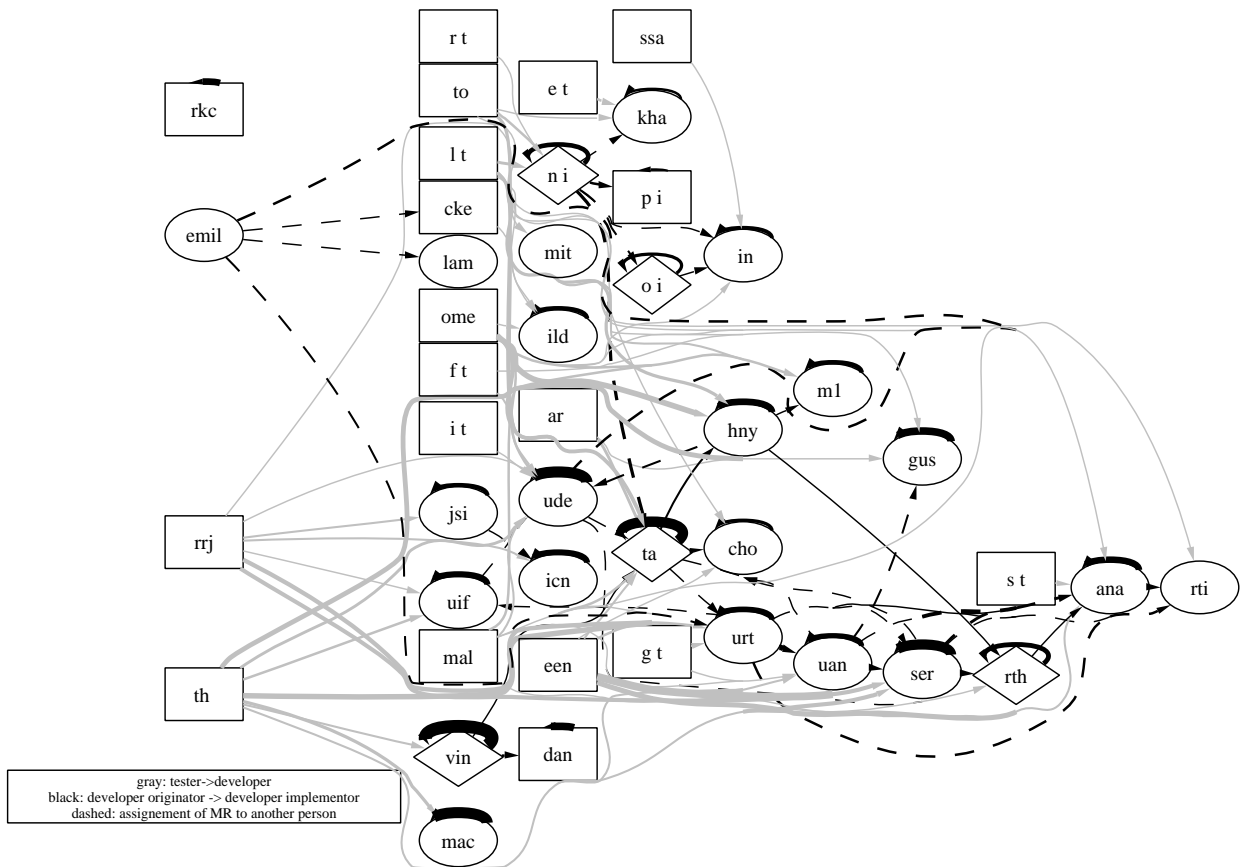 r t
ssa
e t
to
rkc
kha
l t
n i
p i
cke
emil
mit
in
lam
o i
ome
ild
f t
m1
ar
i t
hny
gus
ude
jsi
rrj
ta
cho
icn
s t
ana
rti
uif
urt
mal
een
g t
uan
ser
rth
th
vin
dan
gray: tester->developer
black: developer originator -> developer implementor
dashed: assignement of MR to another person
mac